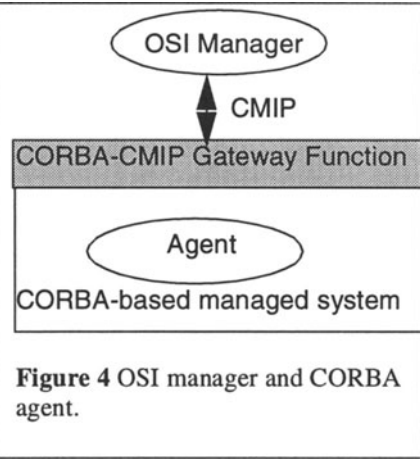 OSI Manager
CMIP
CORBA-CMIP Gateway Function
Agent
CORBA-based managed system
Figure 4 OSI manager and CORBA
agent.